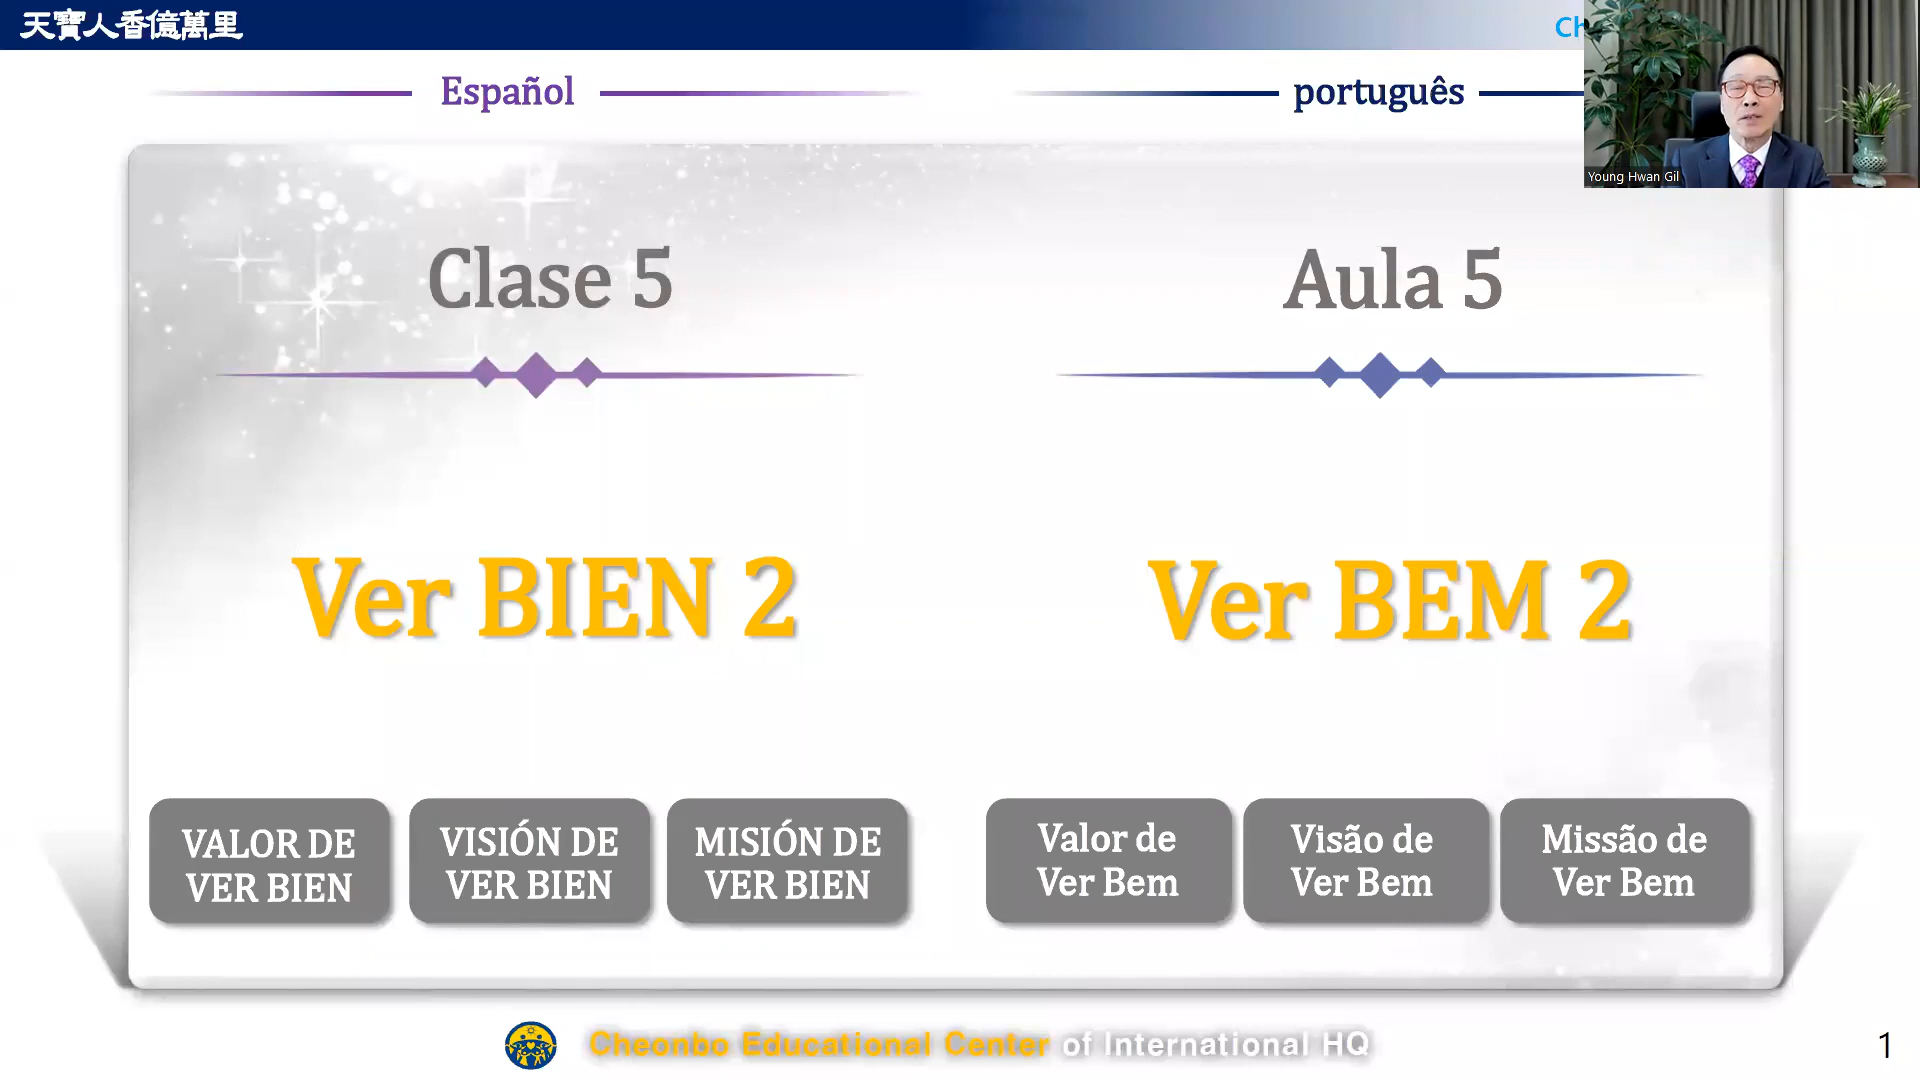 天寶人香億萬里
Ch
Español
português
Young Hwan Gil
Clase 5
Aula 5
Ver BIEN 2
Ver BEM 2
VALOR DE
VER BIEN
VISIÓN DE
VER BIEN
MISIÓN DE
VER BIEN
Valor de
Ver Bem
Visão de
Ver Bem
Missão de
Ver Bem
Cheonbo Educational Center of International HQ
1